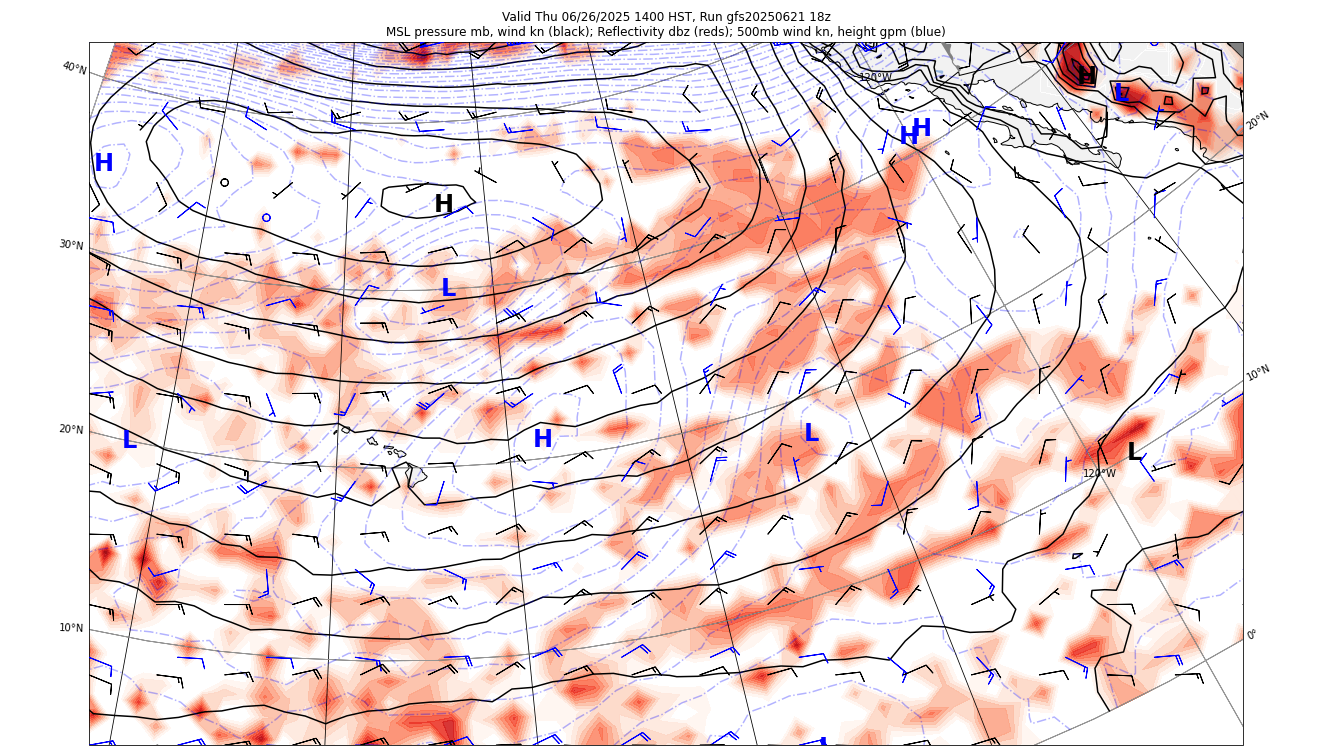 Valid Thu 06/26/2025 1400 HST, Run gfs20250621 18z
MSL pressure mb, wind kn (black); Reflectivity dbz (reds); 500mb wind kn, height gpm (blue)
40°N
120°W
H
L
20°N
H
H
H
H
30°N
L
10°N
20°N
L
H
L
L
120°W
10°N
0°
L